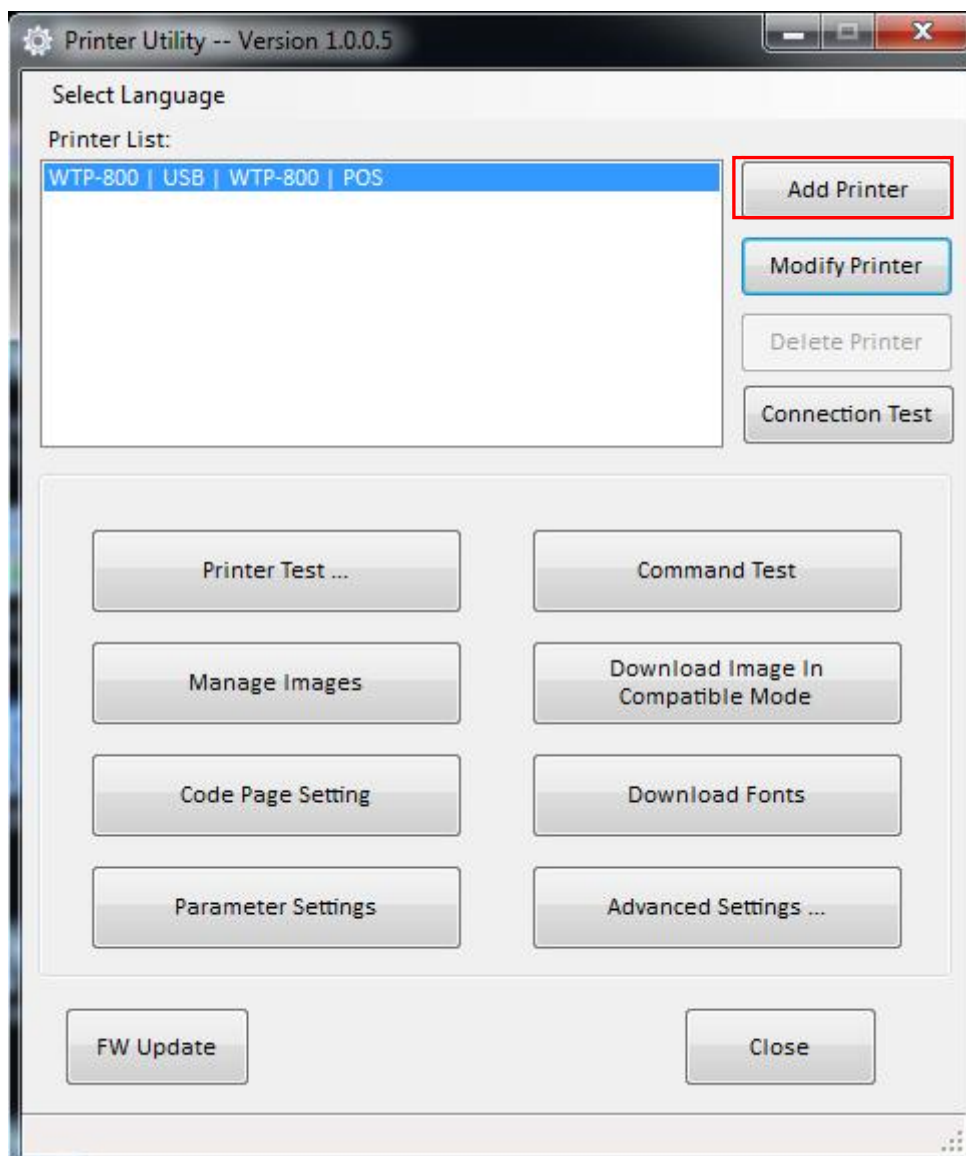 Printer Utility -- Version 1.0.0.5
Select Language
Printer List:
WTP-800 | USB | WTP-800 | POS
Add Printer
Modify Printer
Delete Printer
Connection Test
Printer Test ...
Command Test
Manage Images
Download Image In
Compatible Mode
Code Page Setting
Download Fonts
Parameter Settings
Advanced Settings ...
FW Update
Close